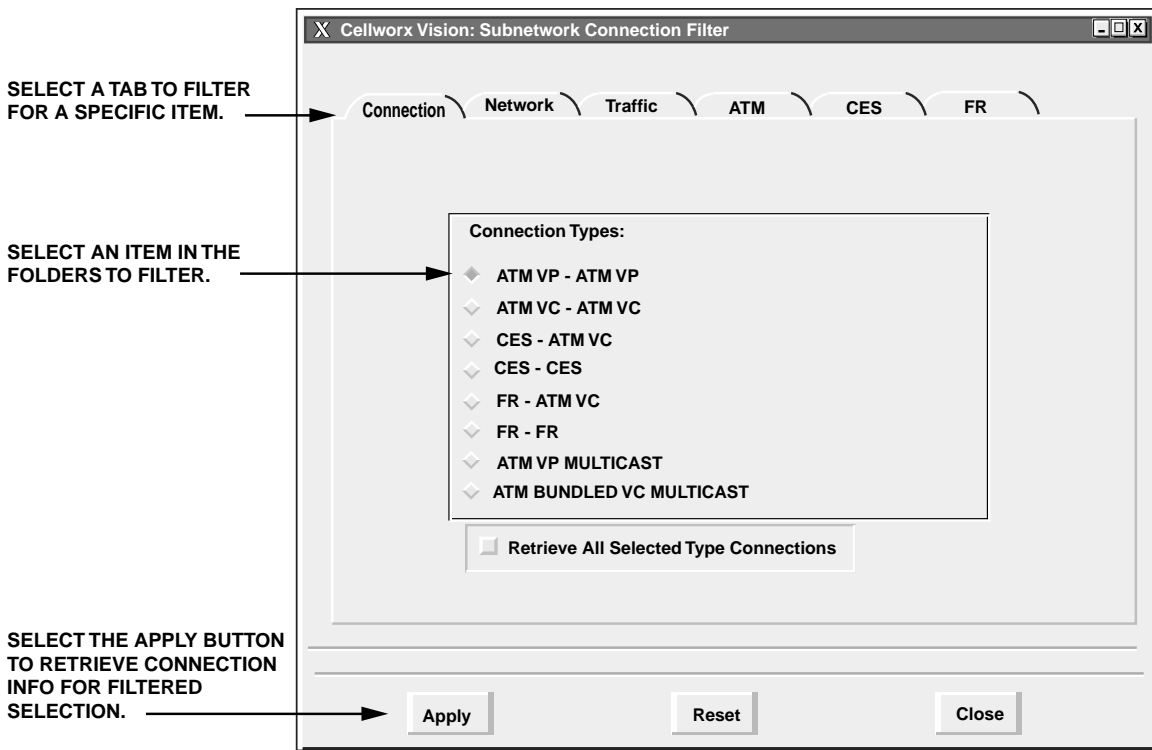 X Cellworx Vision: Subnetwork Connection Filter
SELECT A TAB TO FILTER
FOR A SPECIFIC ITEM.
Connection Network Traffic ATM CES FR
Connection Types:
SELECT AN ITEM IN THE
FOLDERS TO FILTER.
ATM VP - ATM VP
ATM VC - ATM VC
CES - ATM VC
CES - CES
FR - ATM VC
FR - FR
ATM VP MULTICAST
ATM BUNDLED VC MULTICAST
Retrieve All Selected Type Connections
SELECT THE APPLY BUTTON
TO RETRIEVE CONNECTION
INFO FOR FILTERED
SELECTION.
Apply Reset Close